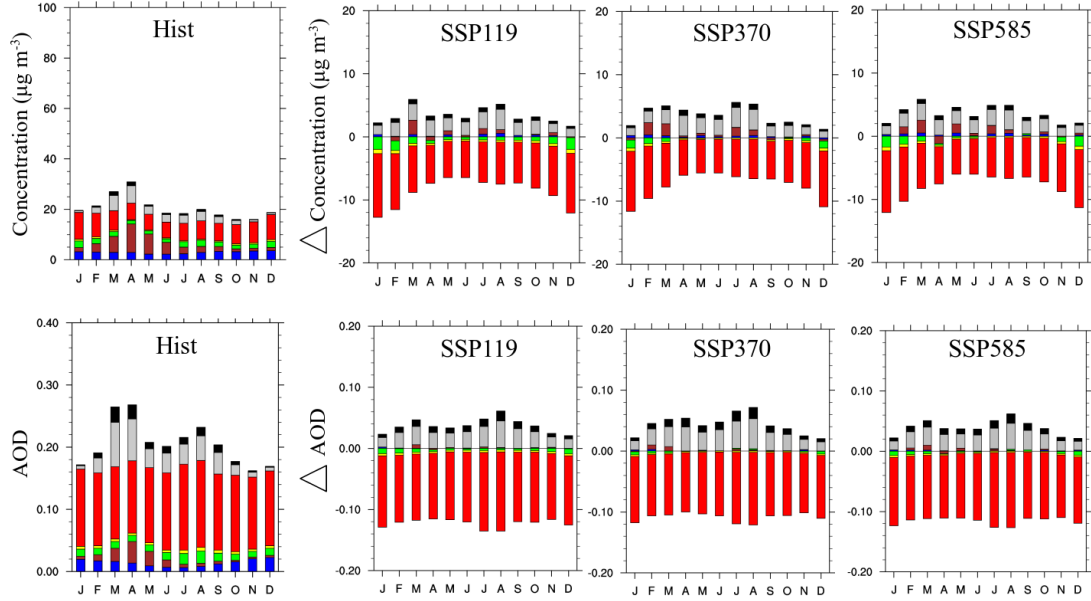 Hist
SSP119
SSP370
SSP585
Concentration (µg m⁻³)
100
80
60
40
20
0
J F M A M J J A S O N D
△ Concentration (µg m⁻³)
20
10
0
-10
-20
J F M A M J J A S O N D
20
10
0
-10
-20
J F M A M J J A S O N D
20
10
0
-10
-20
J F M A M J J A S O N D
Hist
SSP119
SSP370
SSP585
AOD
0.40
0.30
0.20
0.10
0.00
J F M A M J J A S O N D
△ AOD
0.20
0.10
0.00
-0.10
-0.20
J F M A M J J A S O N D
0.20
0.10
0.00
-0.10
-0.20
J F M A M J J A S O N D
0.20
0.10
0.00
-0.10
-0.20
J F M A M J J A S O N D